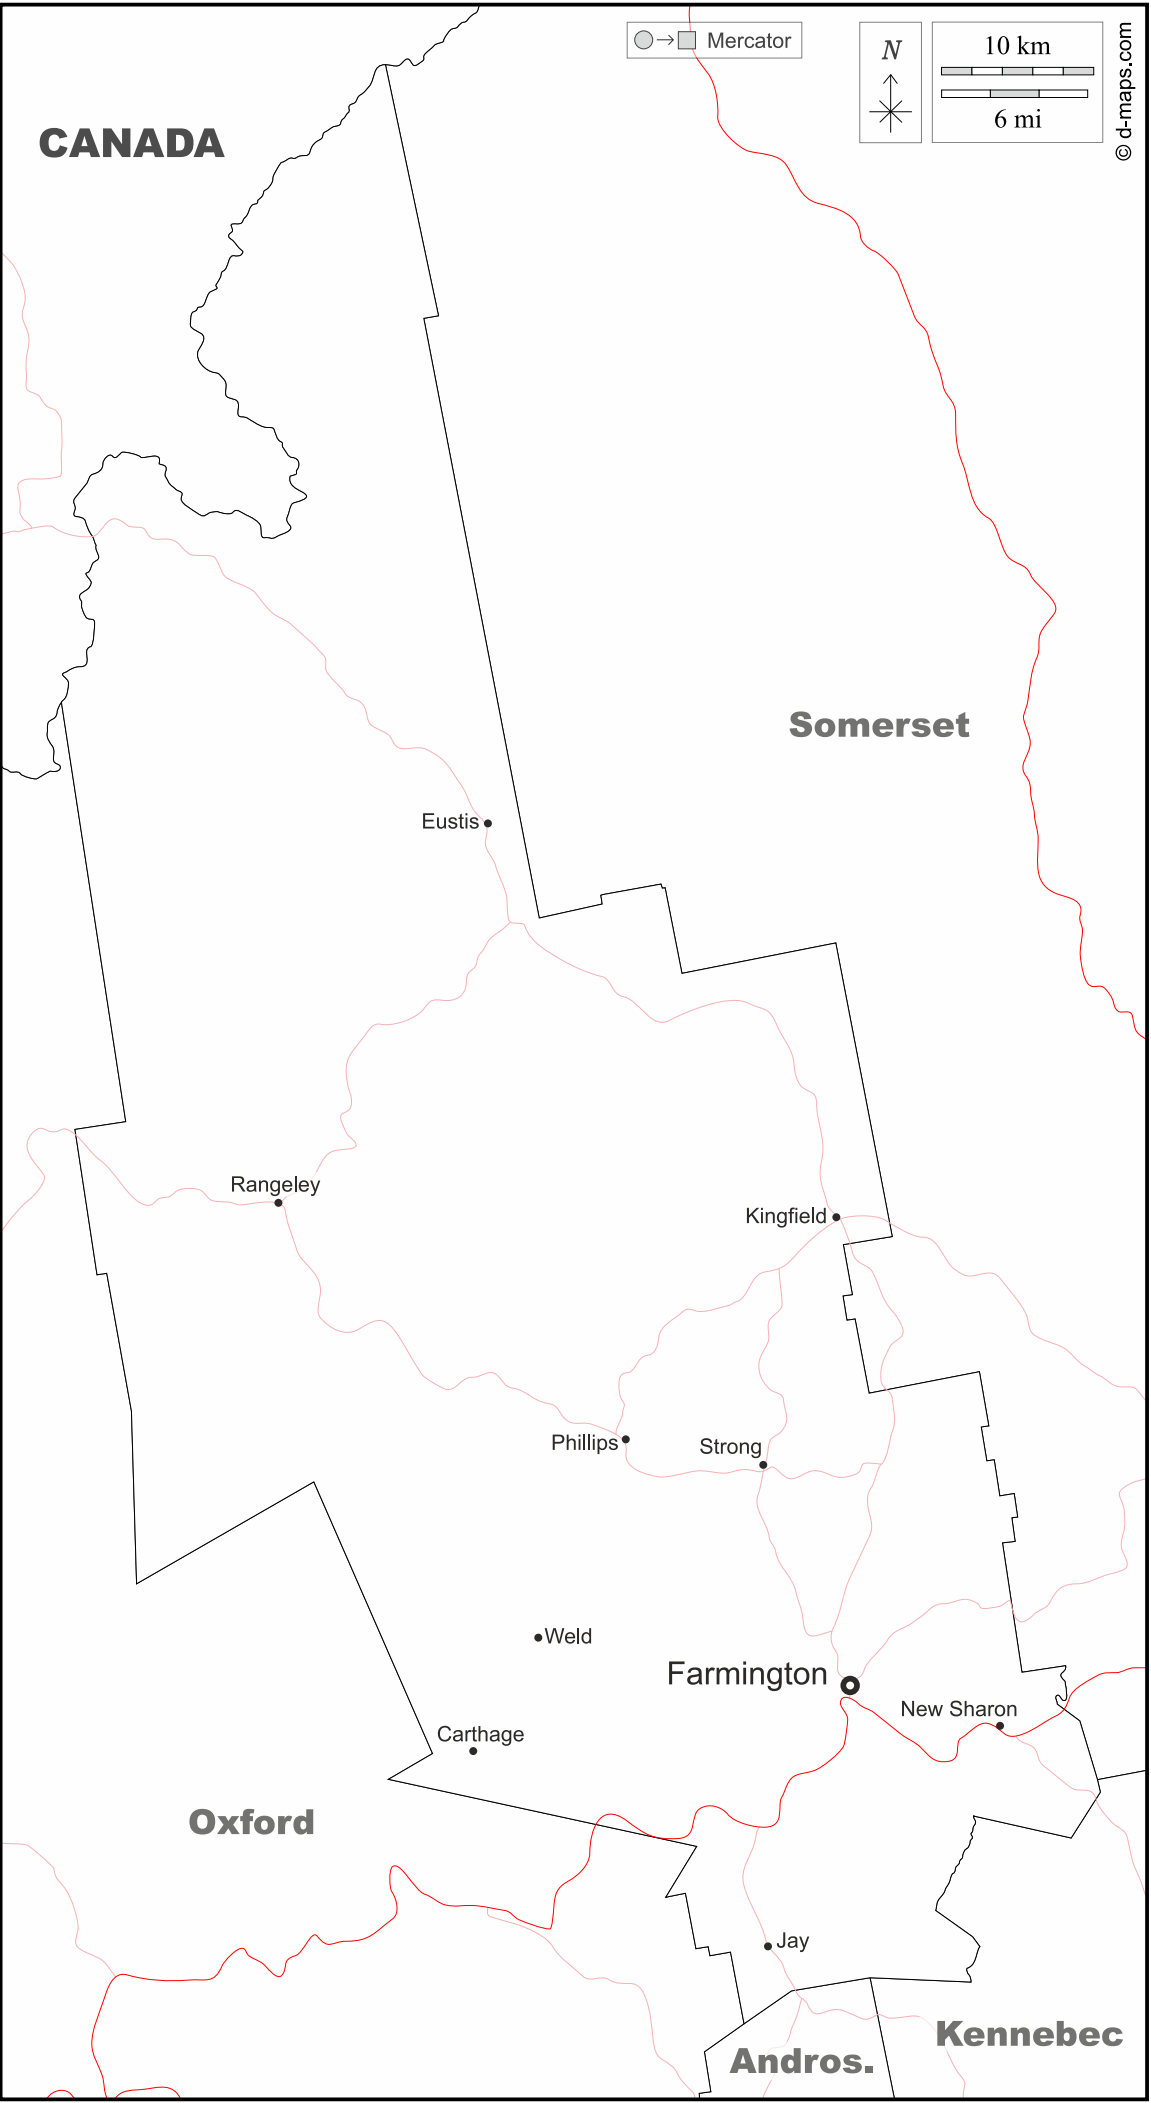 Mercator
N
10 km
6 mi
© d-maps.com
CANADA
Somerset
Eustis
Rangeley
Kingfield
Phillips
Strong
Weld
Farmington
New Sharon
Carthage
Oxford
Jay
Kennebec
Andros.